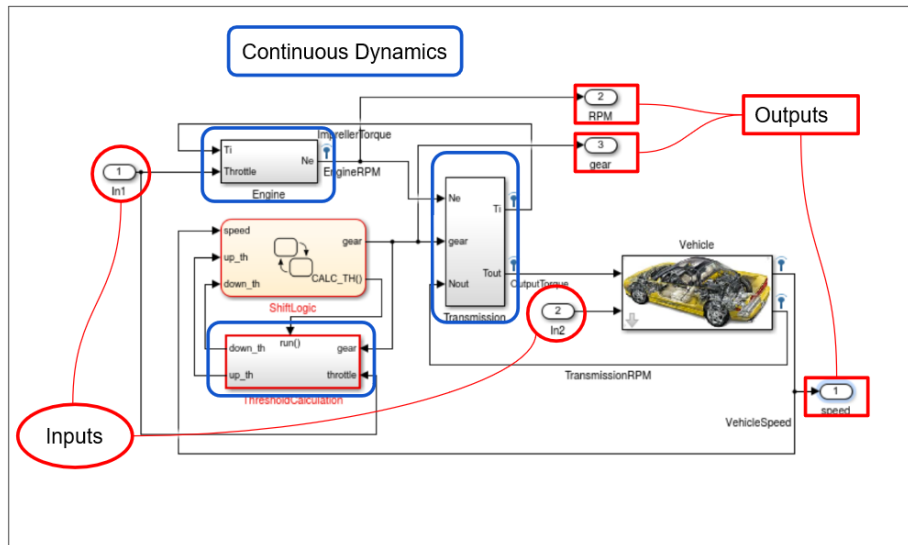 Continuous Dynamics
2
RPM
Outputs
ImprellerTorque
Ti
Ne
Throttle
EngineRPM
Engine
3
gear
1
In1
Ne
Ti
gear
Tout
Nout
OutputTorque
Transmission
speed
gear
up_th
CALC_TH()
down_th
ShiftLogic
Vehicle
2
In2
run()
down_th
gear
up_th
throttle
ThresholdCalculation
TransmissionRPM
1
speed
VehicleSpeed
Inputs